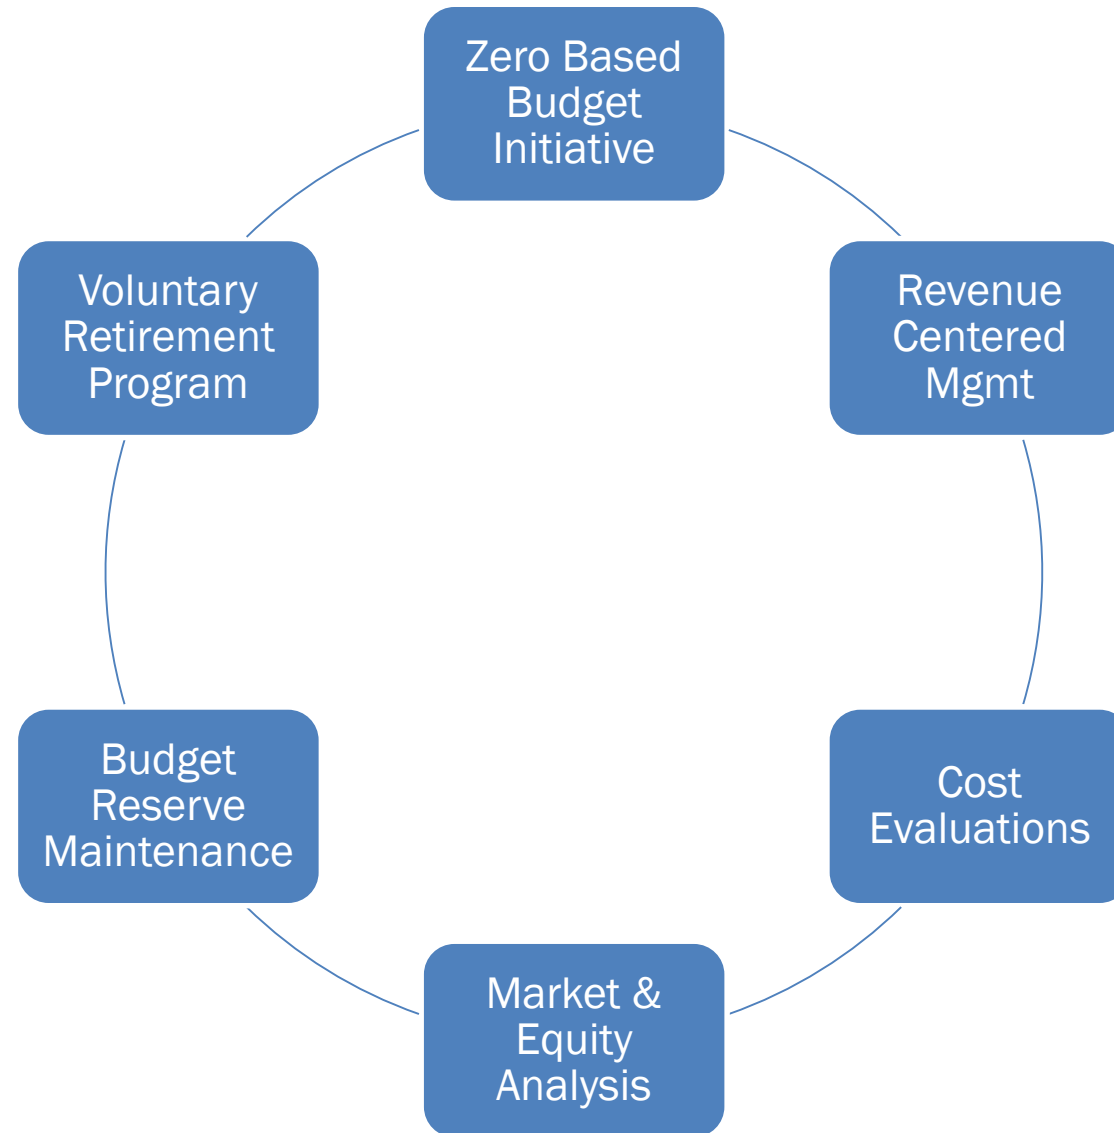 Zero Based
Budget
Initiative
Revenue
Centered
Mgmt
Cost
Evaluations
Market &
Equity
Analysis
Budget
Reserve
Maintenance
Voluntary
Retirement
Program